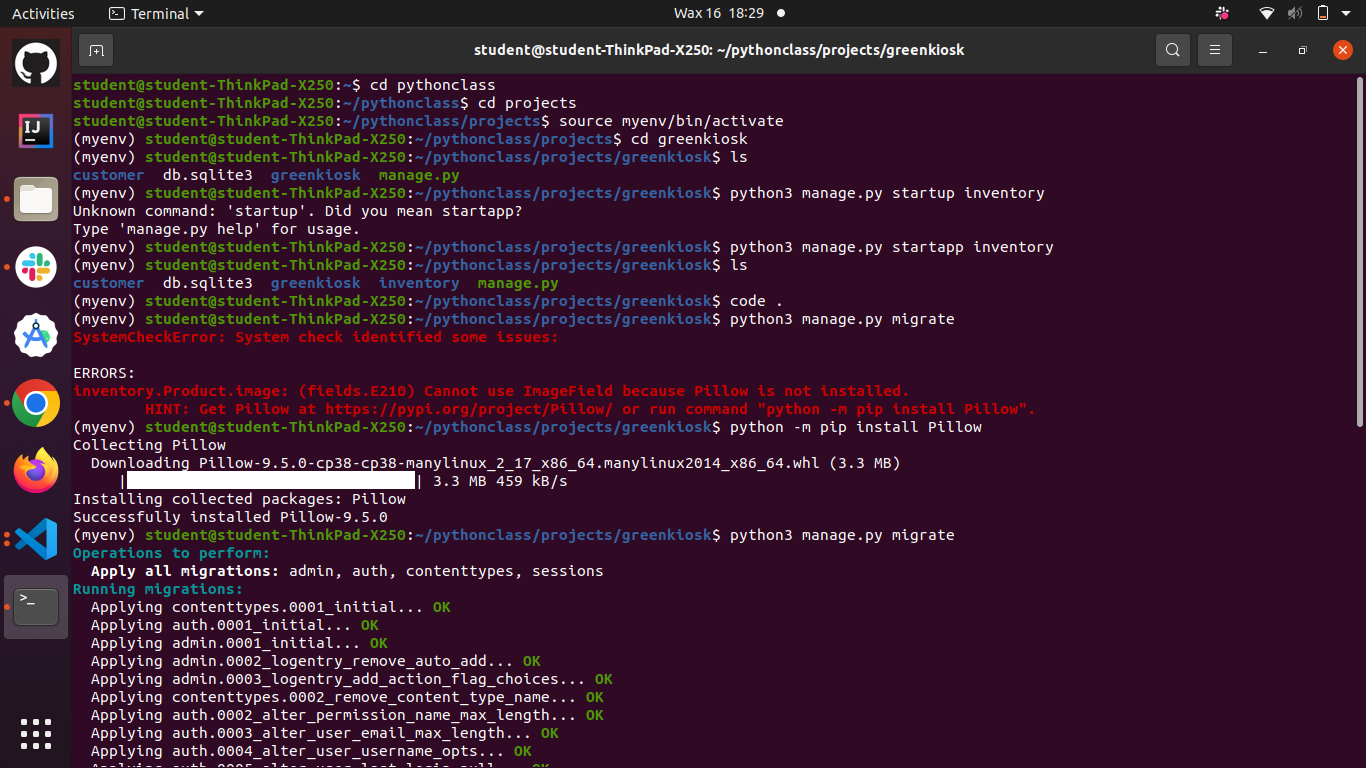 Activities
Terminal
Wax 16 18:29
student@student-ThinkPad-X250: ~/pythonclass/projects/greenkiosk
IJ
student@student-ThinkPad-X250:~$ cd pythonclass
student@student-ThinkPad-X250:~/pythonclass$ cd projects
student@student-ThinkPad-X250:~/pythonclass/projects$ source myenv/bin/activate
(myenv) student@student-ThinkPad-X250:~/pythonclass/projects$ cd greenkiosk
(myenv) student@student-ThinkPad-X250:~/pythonclass/projects/greenkiosk$ ls
customer  db.sqlite3  greenkiosk  manage.py
(myenv) student@student-ThinkPad-X250:~/pythonclass/projects/greenkiosk$ python3 manage.py startup inventory
Unknown command: 'startup'. Did you mean startapp?
Type 'manage.py help' for usage.
(myenv) student@student-ThinkPad-X250:~/pythonclass/projects/greenkiosk$ python3 manage.py startapp inventory
(myenv) student@student-ThinkPad-X250:~/pythonclass/projects/greenkiosk$ ls
customer  db.sqlite3  greenkiosk  inventory  manage.py
(myenv) student@student-ThinkPad-X250:~/pythonclass/projects/greenkiosk$ code .
(myenv) student@student-ThinkPad-X250:~/pythonclass/projects/greenkiosk$ python3 manage.py migrate
SystemCheckError: System check identified some issues:
ERRORS:
inventory.Product.image: (fields.E210) Cannot use ImageField because Pillow is not installed.
HINT: Get Pillow at https://pypi.org/project/Pillow/ or run command "python -m pip install Pillow".
(myenv) student@student-ThinkPad-X250:~/pythonclass/projects/greenkiosk$ python -m pip install Pillow
Collecting Pillow
Downloading Pillow-9.5.0-cp38-cp38-manylinux_2_17_x86_64.manylinux2014_x86_64.whl (3.3 MB)
| | 3.3 MB 459 kB/s
Installing collected packages: Pillow
Successfully installed Pillow-9.5.0
(myenv) student@student-ThinkPad-X250:~/pythonclass/projects/greenkiosk$ python3 manage.py migrate
Operations to perform:
Apply all migrations: admin, auth, contenttypes, sessions
Running migrations:
Applying contenttypes.0001_initial... OK
Applying auth.0001_initial... OK
Applying admin.0001_initial... OK
Applying admin.0002_logentry_remove_auto_add... OK
Applying admin.0003_logentry_add_action_flag_choices... OK
Applying contenttypes.0002_remove_content_type_name... OK
Applying auth.0002_alter_permission_name_max_length... OK
Applying auth.0003_alter_user_email_max_length... OK
Applying auth.0004_alter_user_username_opts... OK